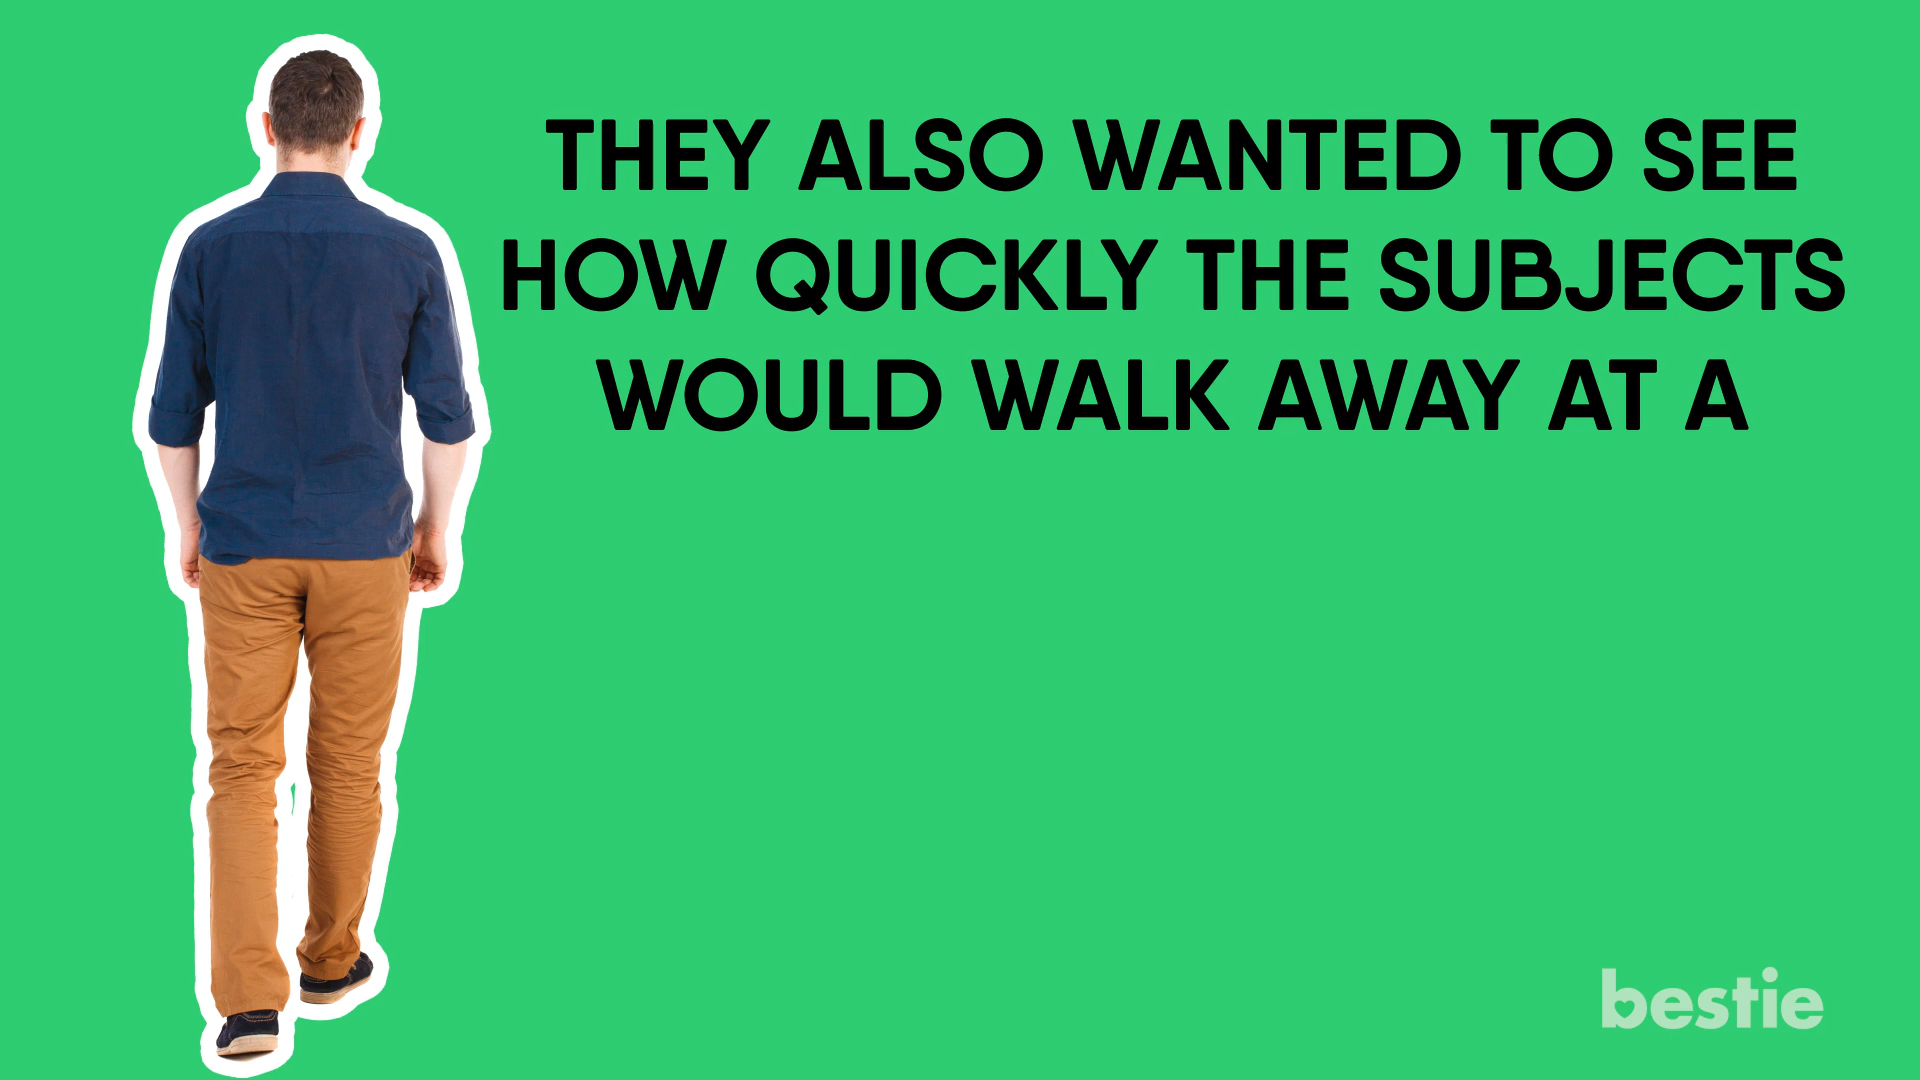 THEY ALSO WANTED TO SEE
HOW QUICKLY THE SUBJECTS
WOULD WALK AWAY AT A
bestie